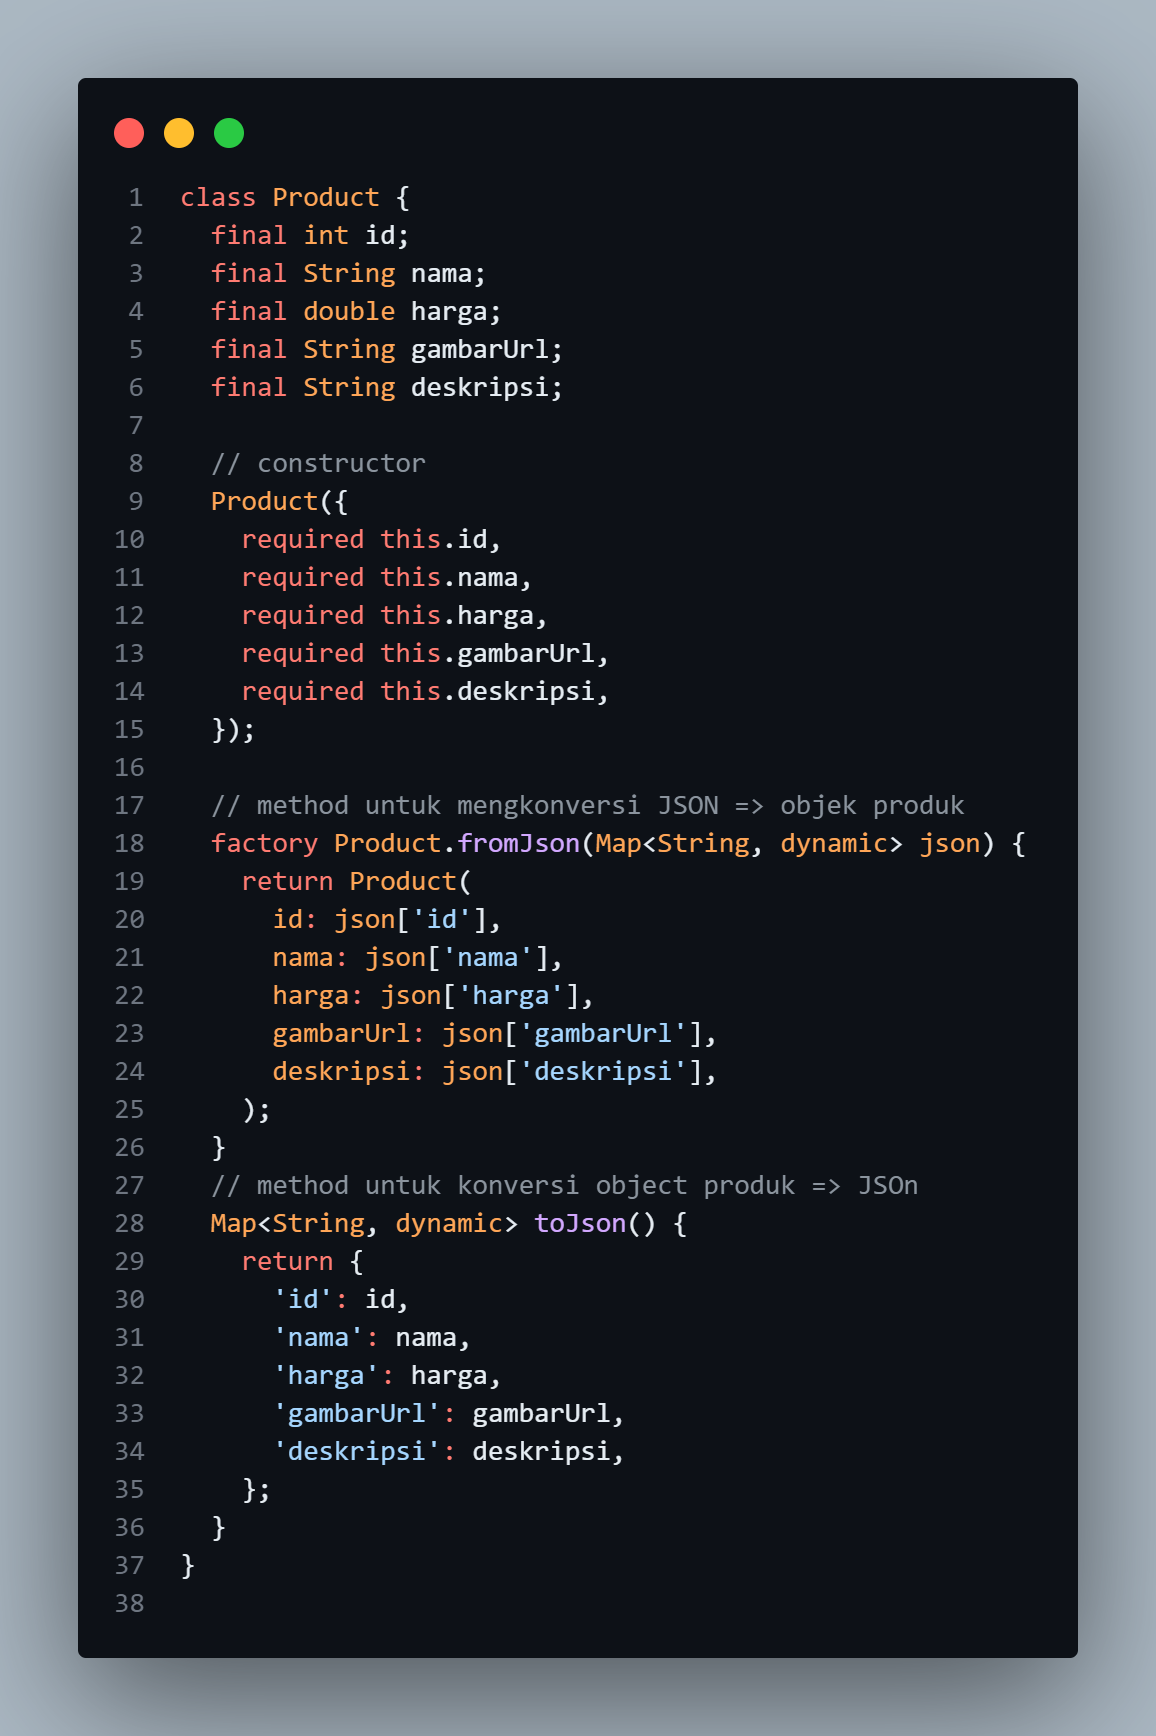 1 class Product {
2   final int id;
3   final String nama;
4   final double harga;
5   final String gambarUrl;
6   final String deskripsi;
7
8   // constructor
9   Product({
10     required this.id,
11     required this.nama,
12     required this.harga,
13     required this.gambarUrl,
14     required this.deskripsi,
15   });
16
17   // method untuk mengkonversi JSON => objek produk
18   factory Product.fromJson(Map<String, dynamic> json) {
19     return Product(
20       id: json['id'],
21       nama: json['nama'],
22       harga: json['harga'],
23       gambarUrl: json['gambarUrl'],
24       deskripsi: json['deskripsi'],
25     );
26   }
27   // method untuk konversi object produk => JSOn
28   Map<String, dynamic> toJson() {
29     return {
30       'id': id,
31       'nama': nama,
32       'harga': harga,
33       'gambarUrl': gambarUrl,
34       'deskripsi': deskripsi,
35     };
36   }
37 }
38